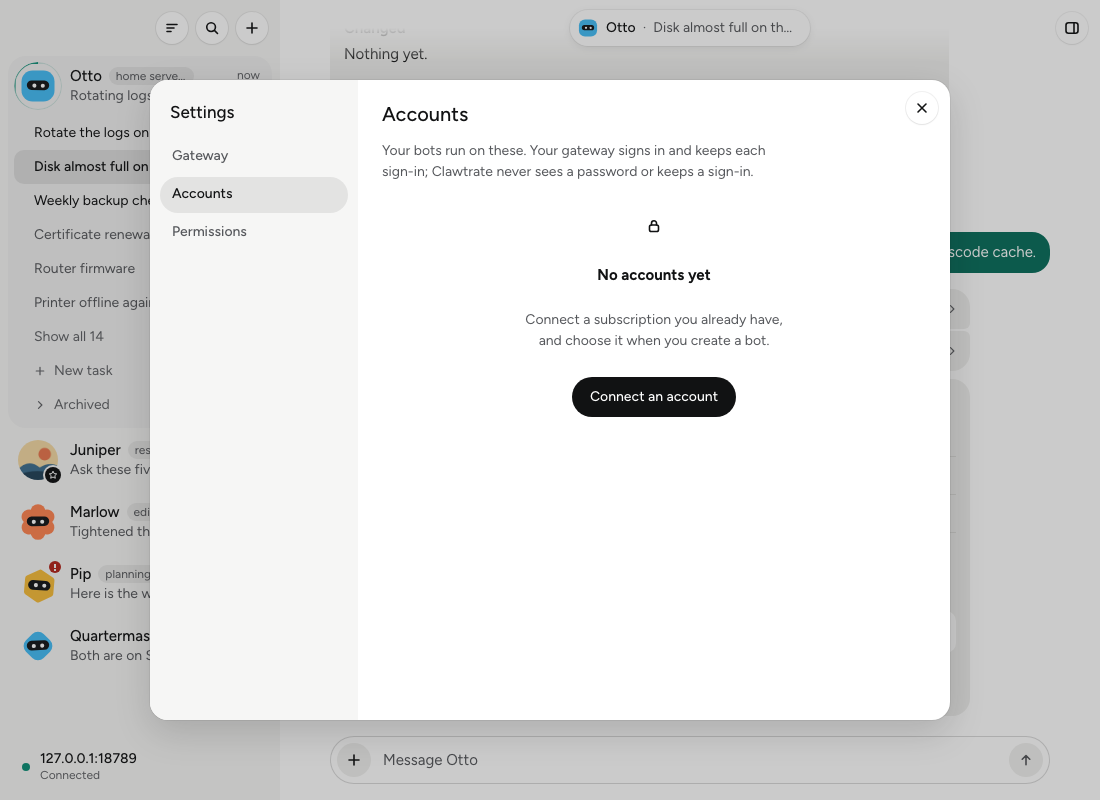 Otto · Disk almost full on th…
Nothing yet.
Otto home serve… now
Rotating logs
Rotate the logs on
Disk almost full on
Weekly backup che
Certificate renewa
Router firmware
Printer offline again
Show all 14
New task
Archived
Juniper res
Ask these fiv
Marlow edi
Tightened th
Pip planning
Here is the w
Quartermas
Both are on S
127.0.0.1:18789
Connected
Settings
Gateway
Accounts
Permissions
Accounts
Your bots run on these. Your gateway signs in and keeps each
sign-in; Clawtrate never sees a password or keeps a sign-in.
No accounts yet
Connect a subscription you already have,
and choose it when you create a bot.
Connect an account
scode cache.
Message Otto